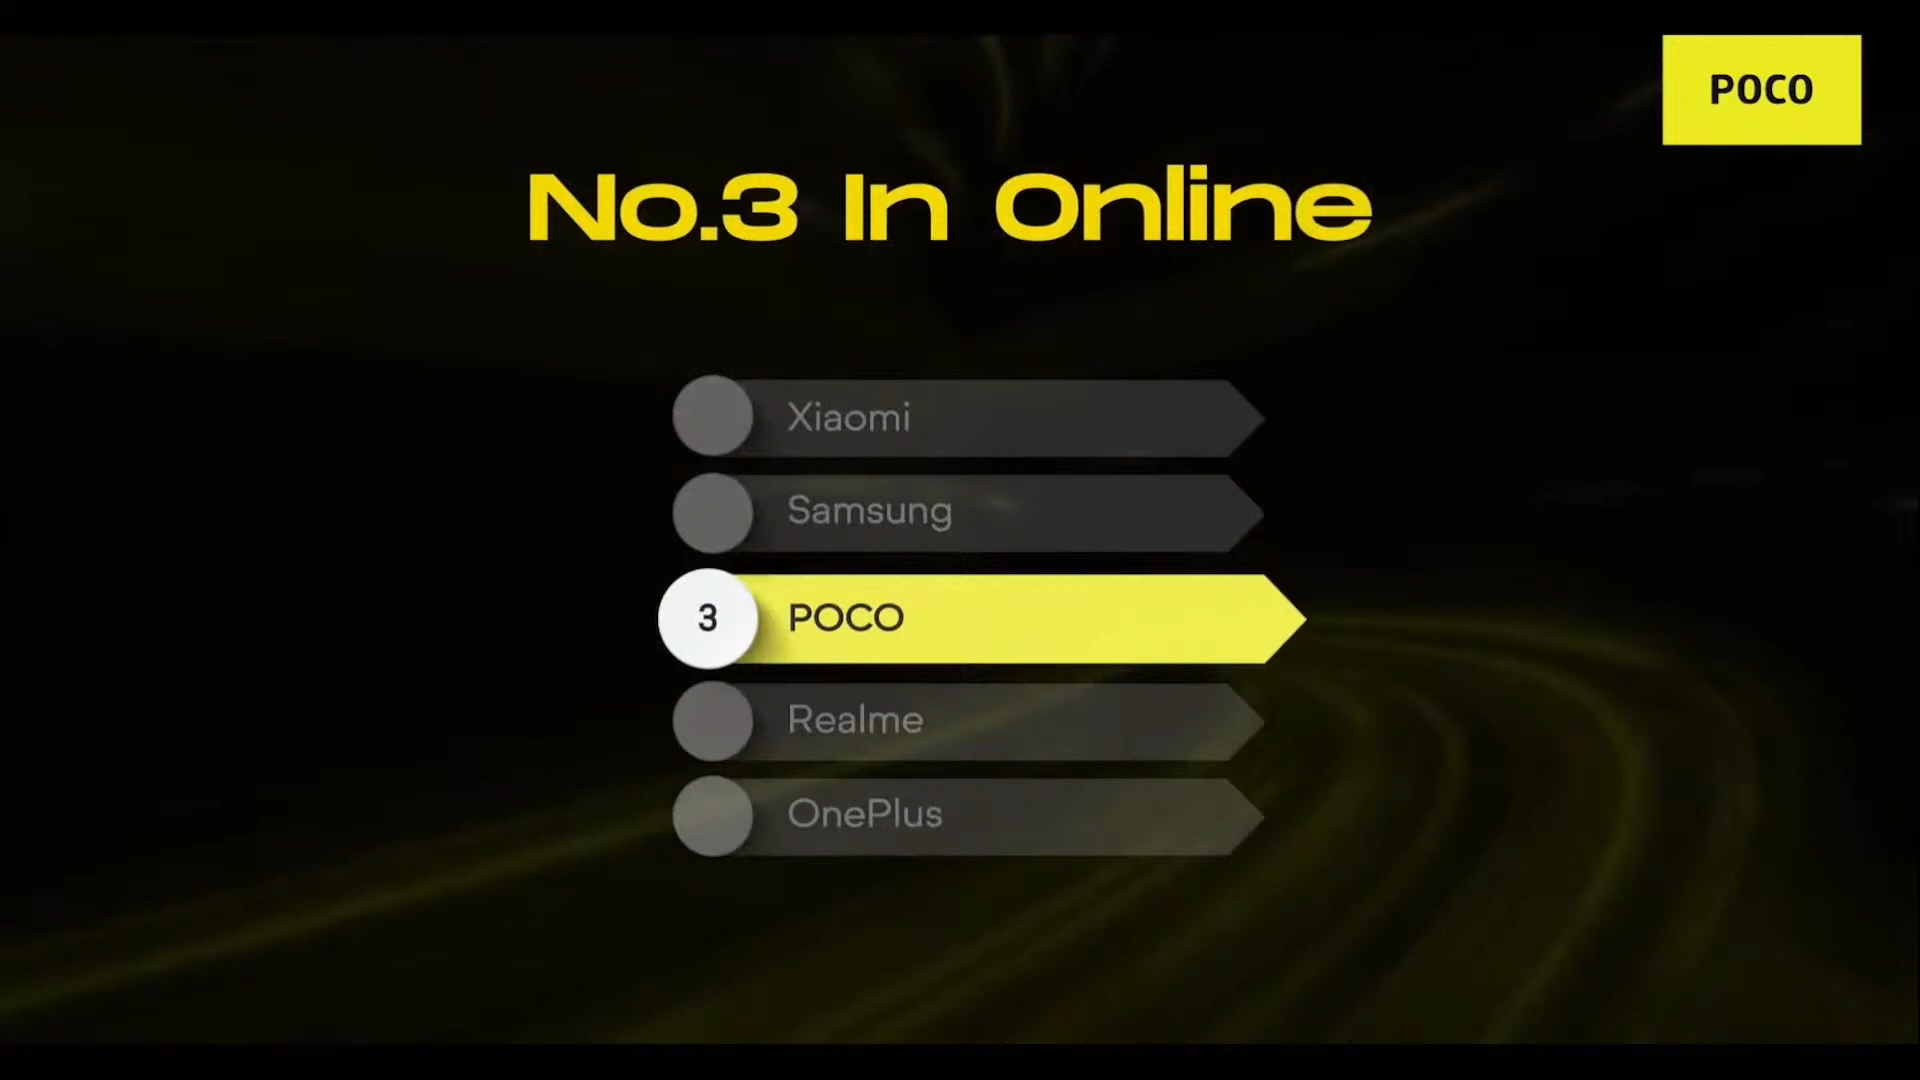 POCO
No.3 In Online
Xiaomi
Samsung
3 POCO
Realme
OnePlus